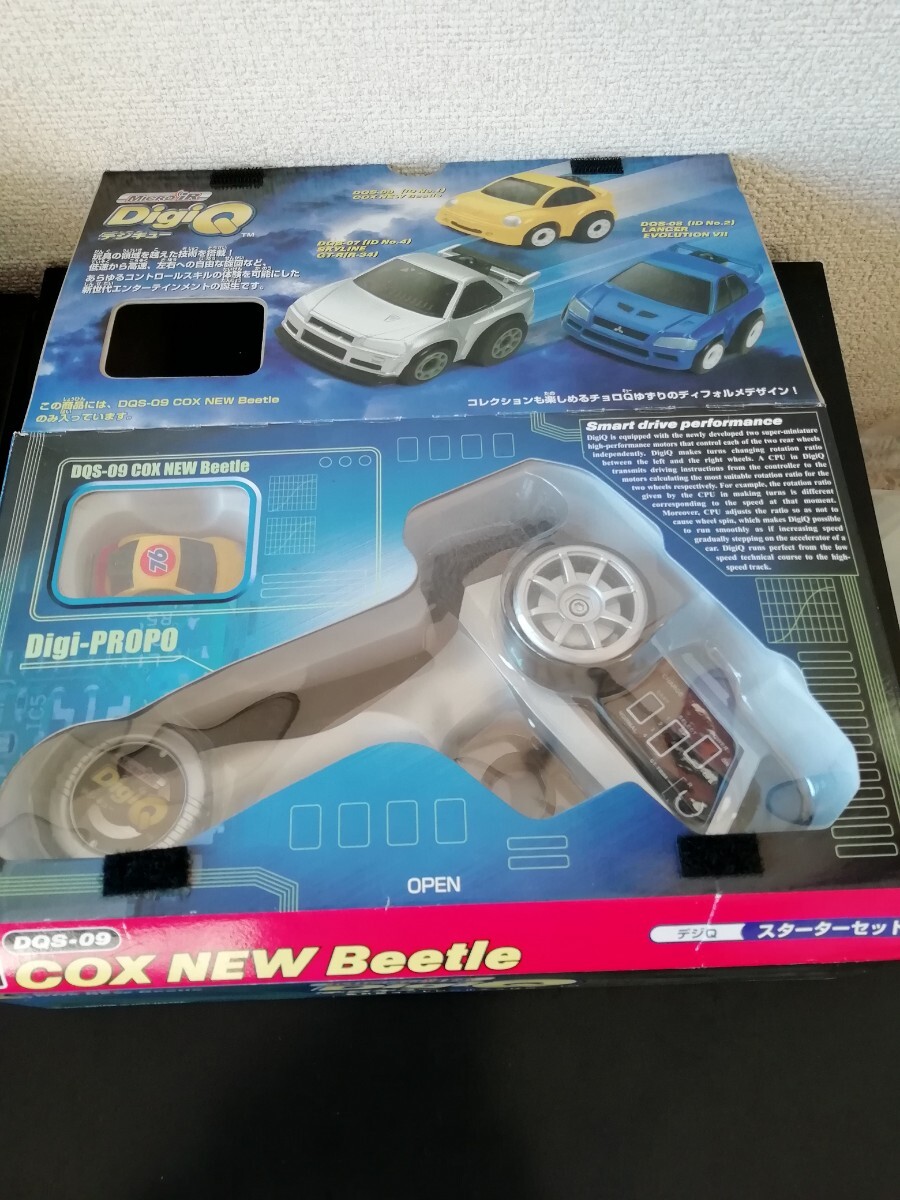 Micro iR
DigiQ™
デジキュー
玩具の領域を超えた技術を搭載！
低速から高速、左右への自由な旋回など、
あらゆるコントロールスキルの体験を可能にした
新世代エンターテインメントの誕生です。
DQS-09 (ID No.1)
COX NEW Beetle
DQS-07 (ID No.4)
SKYLINE
GT-R(R-34)
DQS-08 (ID No.2)
LANCER
EVOLUTION VII
この商品には、DQS-09 COX NEW Beetle
のみ入っています。
コレクションも楽しめるチョロQゆずりのディフォルメデザイン！
Smart drive performance
DigiQ is equipped with the newly developed two super-miniature
high-performance motors that control each of the two rear wheels
independently. DigiQ makes turns changing rotation ratio
between the left and the right wheels. A CPU in DigiQ
transmits driving instructions from the controller to the
motors calculating the most suitable rotation ratio for the
two wheels respectively. For example, the rotation ratio
given by the CPU in making turns is different
corresponding to the speed at that moment.
Moreover, CPU adjusts the ratio so as not to
cause wheel spin, which makes DigiQ possible
to run smoothly as if increasing speed
gradually stepping on the accelerator of a
car. DigiQ runs perfect from the low
speed technical course to the high-
speed track.
DQS-09 COX NEW Beetle
76
Digi-PROPO
DigiQ
OPEN
DQS-09
COX NEW Beetle
デジQ スターターセット